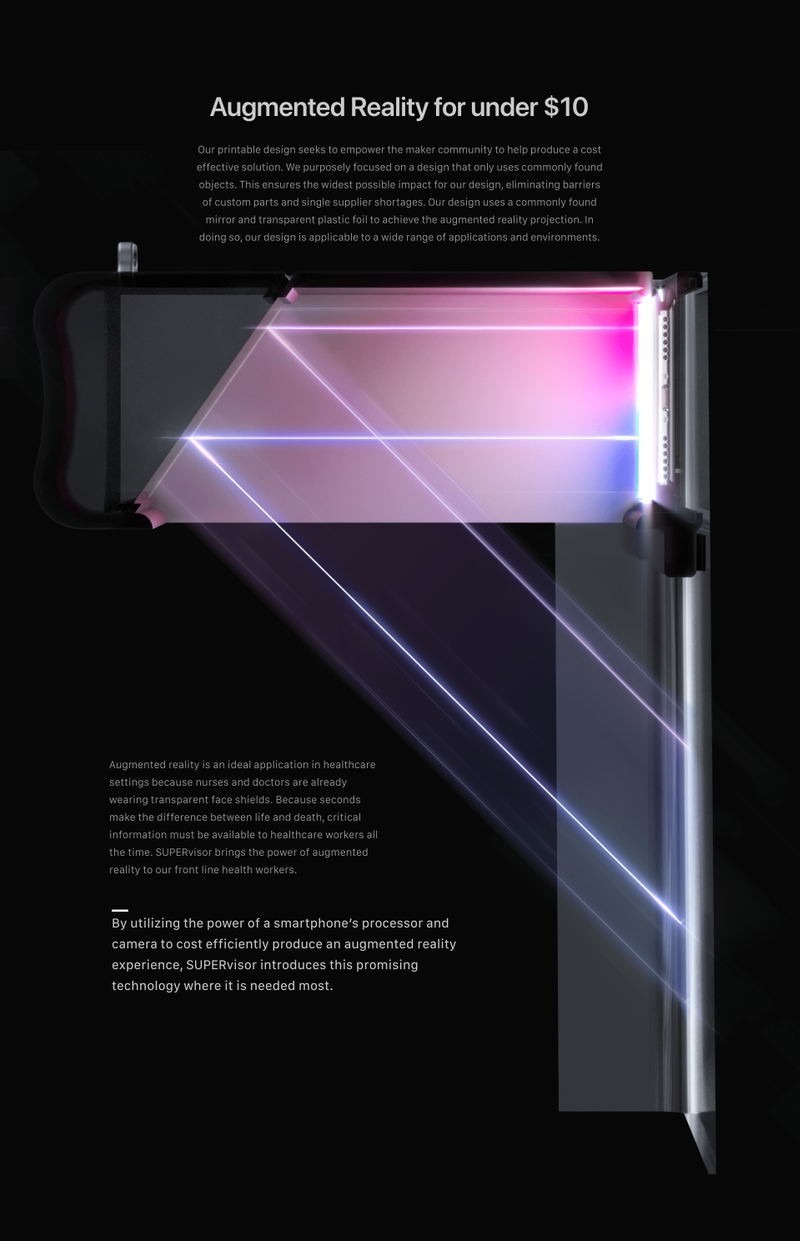 Augmented Reality for under $10
Our printable design seeks to empower the maker community to help produce a cost
effective solution. We purposely focused on a design that only uses commonly found
objects. This ensures the widest possible impact for our design, eliminating barriers
of custom parts and single supplier shortages. Our design uses a commonly found
mirror and transparent plastic foil to achieve the augmented reality projection. In
doing so, our design is applicable to a wide range of applications and environments.
Augmented reality is an ideal application in healthcare
settings because nurses and doctors are already
wearing transparent face shields. Because seconds
make the difference between life and death, critical
information must be available to healthcare workers all
the time. SUPERvisor brings the power of augmented
reality to our front line health workers.
By utilizing the power of a smartphone’s processor and
camera to cost efficiently produce an augmented reality
experience, SUPERvisor introduces this promising
technology where it is needed most.